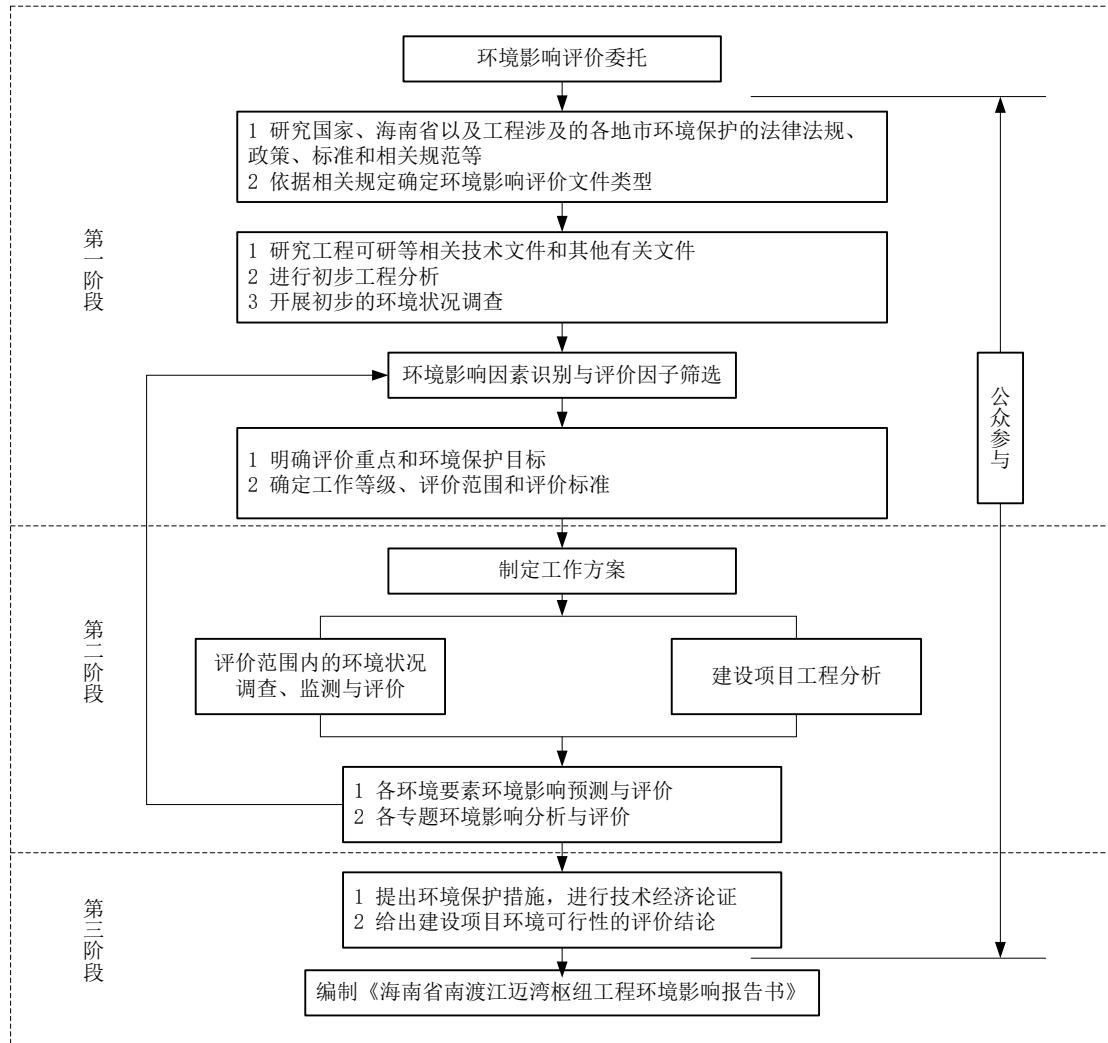 环境影响评价委托
1 研究国家、海南省以及工程涉及的各地市环境保护的法律法规、
政策、标准和相关规范等
2 依据相关规定确定环境影响评价文件类型
第一阶段
1 研究工程可研等相关技术文件和其他有关文件
2 进行初步工程分析
3 开展初步的环境状况调查
环境影响因素识别与评价因子筛选
公众参与
1 明确评价重点和环境保护目标
2 确定工作等级、评价范围和评价标准
制定工作方案
第二阶段
评价范围内的环境状况
调查、监测与评价
建设项目工程分析
1 各环境要素环境影响预测与评价
2 各专题环境影响分析与评价
第三阶段
1 提出环境保护措施，进行技术经济论证
2 给出建设项目环境可行性的评价结论
编制《海南省南渡江迈湾枢纽工程环境影响报告书》